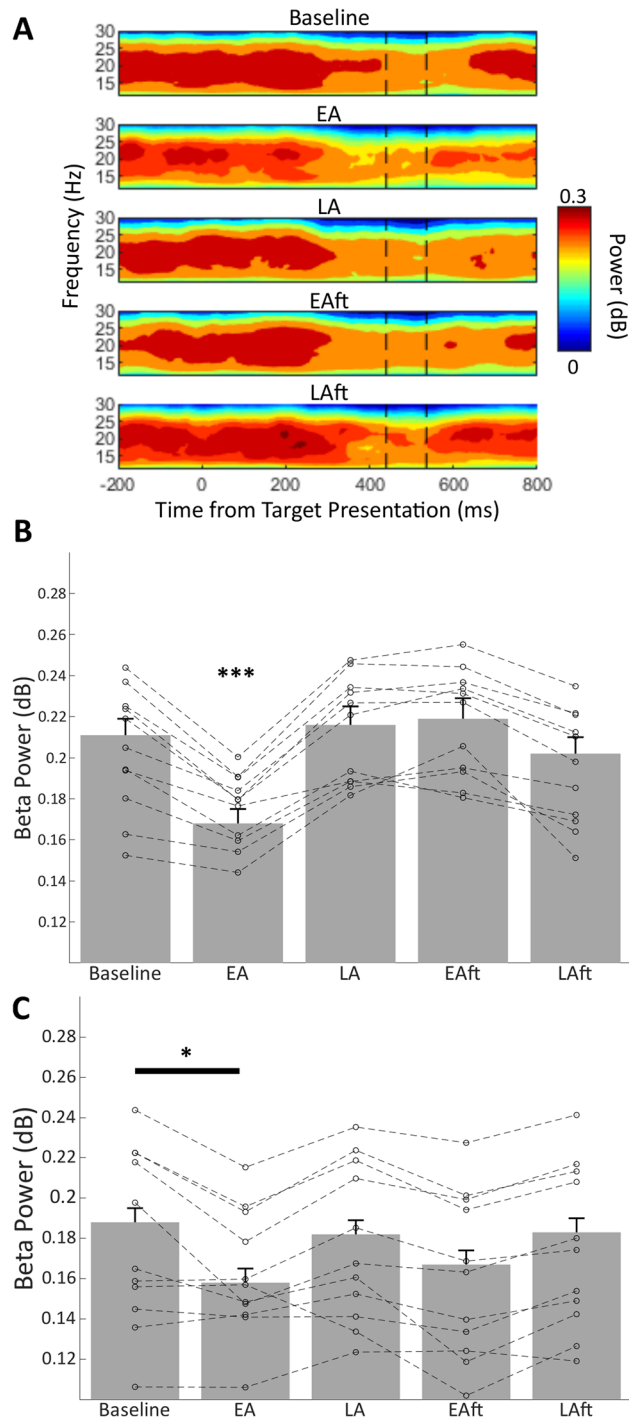 A
Baseline
30
25
20
15
EA
30
25
20
15
LA
30
25
20
15
EAft
30
25
20
15
LAft
30
25
20
15
-200 0 200 400 600 800
Time from Target Presentation (ms)
Frequency (Hz)
0.3
0
Power (dB)
B
0.28
0.26
0.24
0.22
0.2
0.18
0.16
0.14
0.12
Beta Power (dB)
***
Baseline EA LA EAft LAft
C
0.28
0.26
0.24
0.22
0.2
0.18
0.16
0.14
0.12
Beta Power (dB)
*
Baseline EA LA EAft LAft